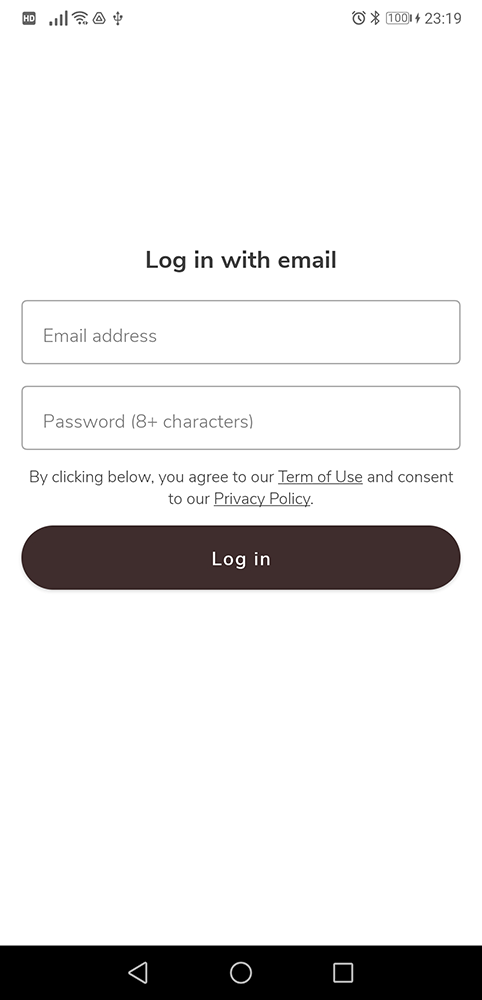 HD 100 23:19
Log in with email
Email address
Password (8+ characters)
By clicking below, you agree to our Term of Use and consent
to our Privacy Policy.
Log in